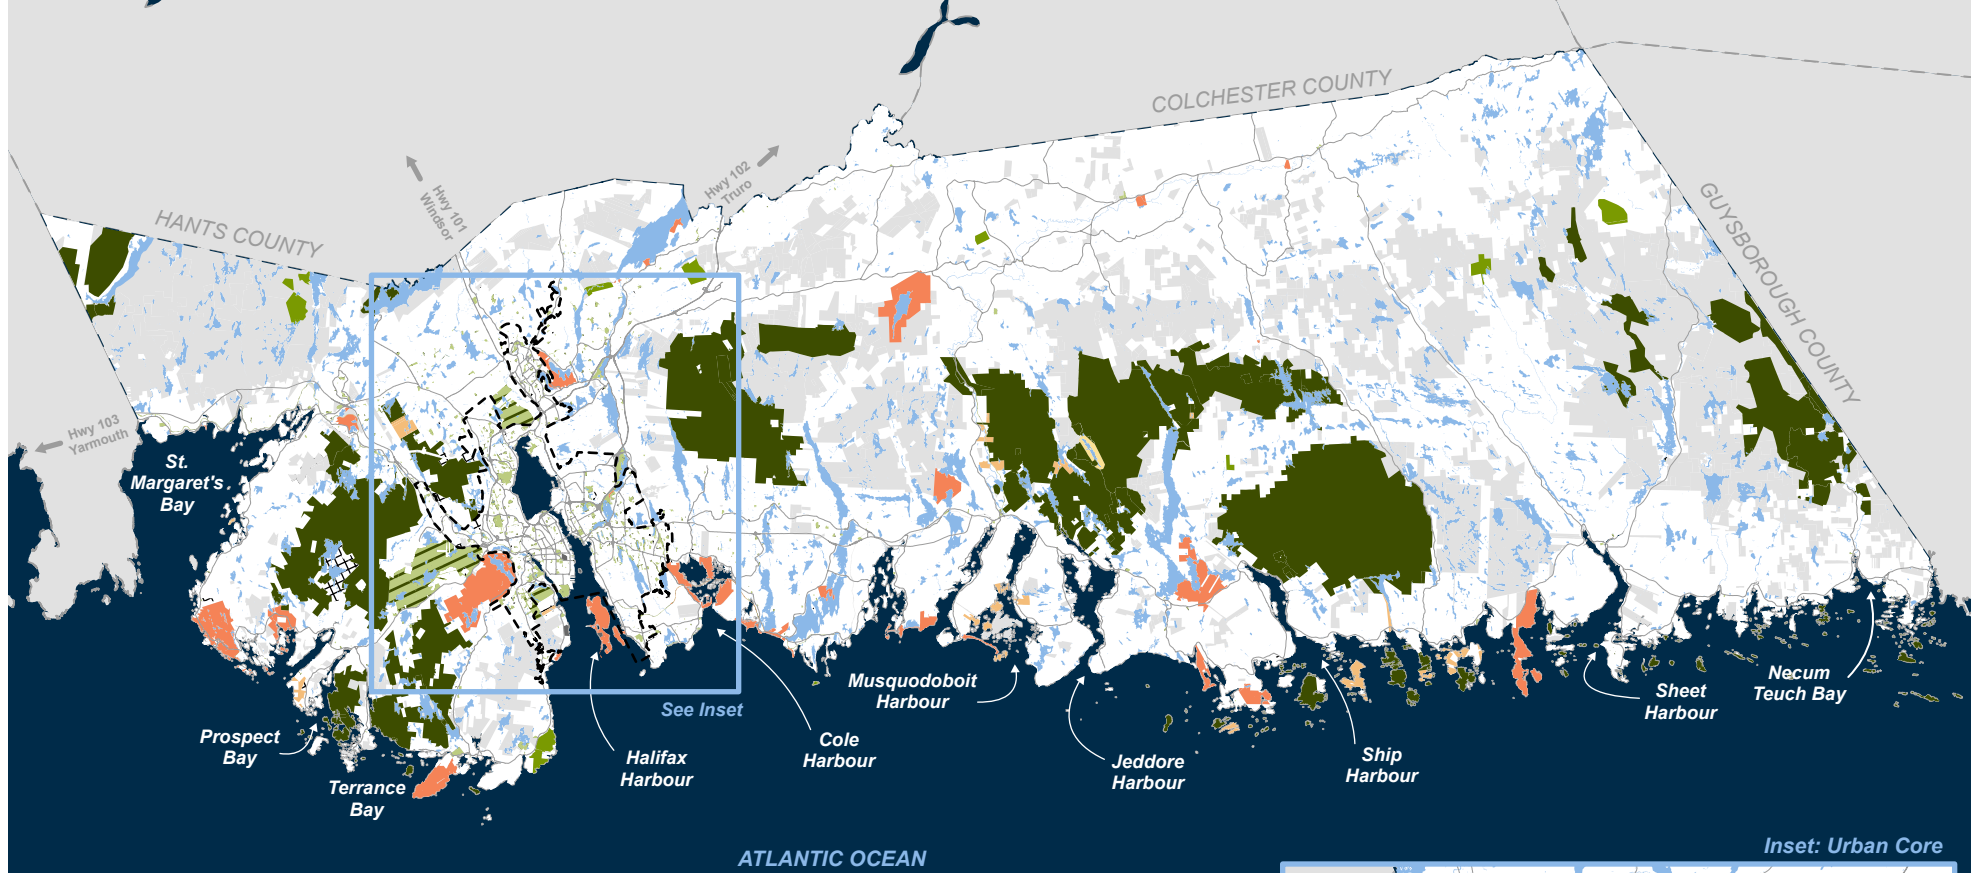 COLCHESTER COUNTY
Hwy 102
Truro
Hwy 101
Windsor
HANTS COUNTY
GUYSBOROUGH COUNTY
Hwy 103
Yarmouth
St.
Margaret's
Bay
See Inset
Prospect
Bay
Terrance
Bay
Halifax
Harbour
Cole
Harbour
Musquodoboit
Harbour
Jeddore
Harbour
Ship
Harbour
Sheet
Harbour
Necum
Teuch Bay
ATLANTIC OCEAN
Inset: Urban Core